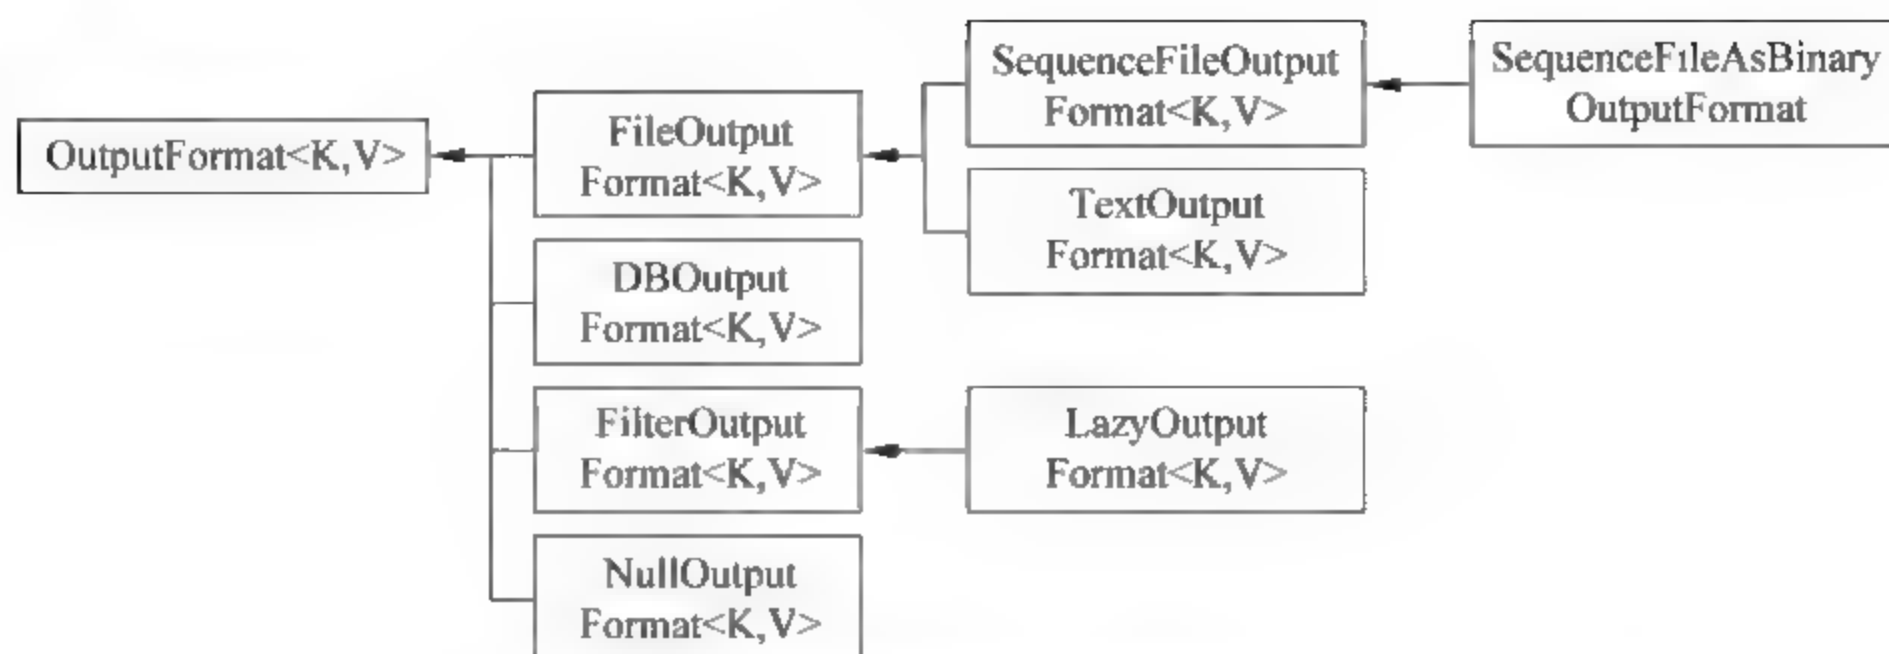 OutputFormat<K,V>
FileOutput
Format<K,V>
DBOutput
Format<K,V>
FilterOutput
Format<K,V>
NullOutput
Format<K,V>
SequenceFileOutput
Format<K,V>
TextOutput
Format<K,V>
LazyOutput
Format<K,V>
SequenceFileAsBinary
OutputFormat